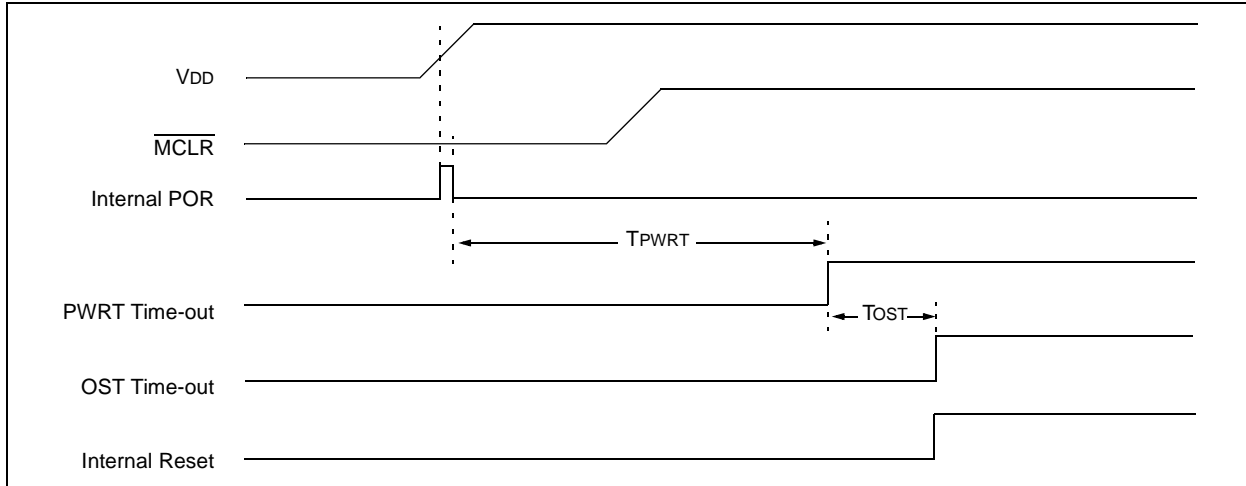 VDD
MCLR
Internal POR
TPWRT
PWRT Time-out
TOST
OST Time-out
Internal Reset